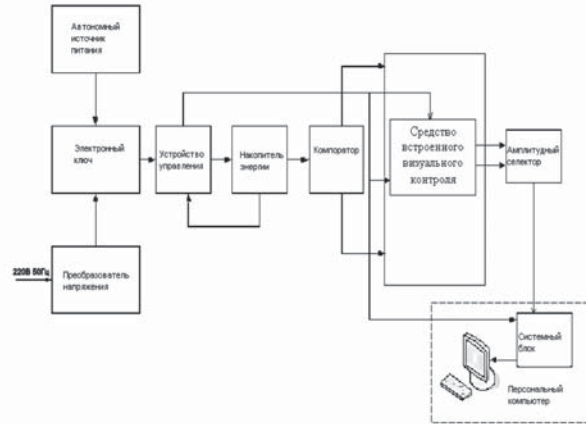 Автономный
источник
питания
Электронный
ключ
Устройство
управления
Накопитель
энергии
Компоратор
Средство
встроенного
визуального
контроля
Амплитудный
селектор
220В 50Гц
Преобразователь
напряжения
Системный
блок
Персональный
компьютер